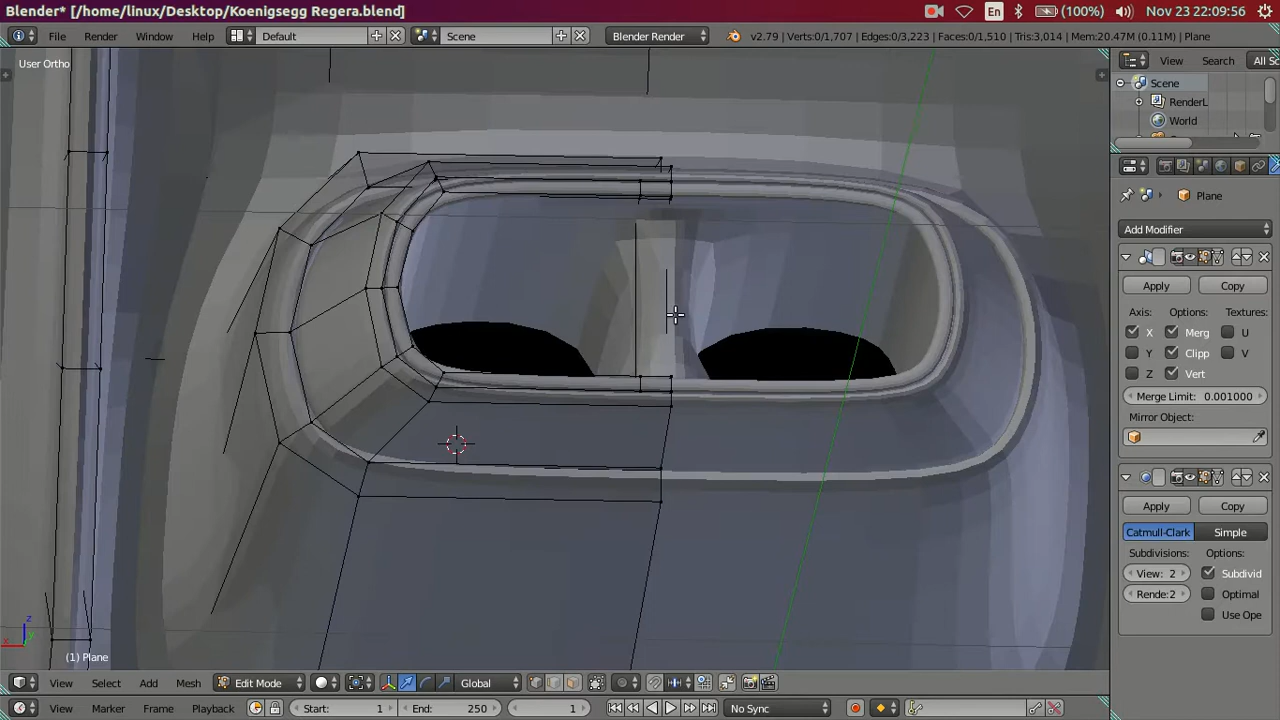 Blender* [/home/linux/Desktop/Koenigsegg Regera.blend]
En (100%) Nov 23 22:09:56
File Render Window Help Default Scene Blender Render v2.79 | Verts:0/1,707 | Edges:0/3,223 | Faces:0/1,510 | Tris:3,014 | Mem:20.47M (0.11M) | Plane
User Ortho
View Search All Sc
Scene
RenderL
World
Plane
Add Modifier
Apply Copy
Axis: Merg Textures:
X Merg U
Y Clipp V
Z Vert
Merge Limit: 0.001000
Mirror Object:
Apply Copy
Catmull-Clark Simple
Subdivisions: Options:
View: 2 Subdivid
Rende:2 Optimal
Use Ope
z
y
x
(1) Plane
View Select Add Mesh Edit Mode Global
View Marker Frame Playback Start: 1 End: 250 1 No Sync